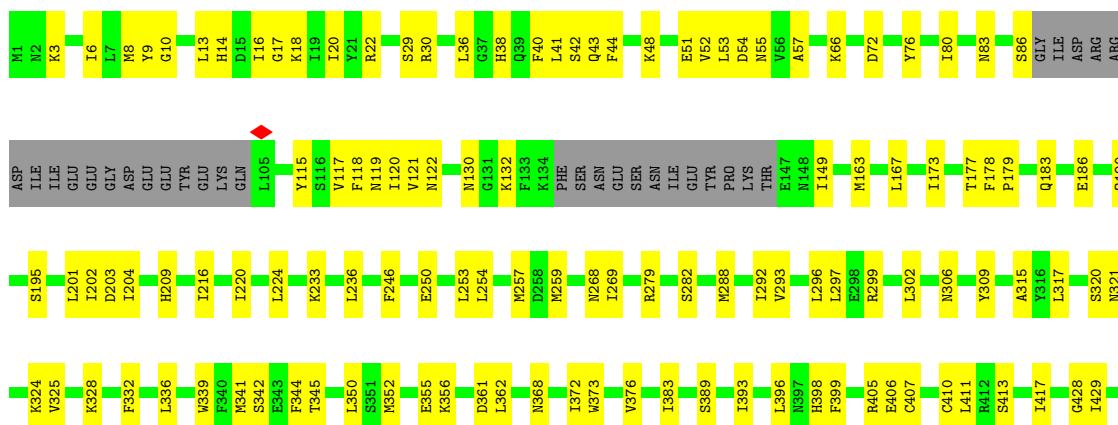 M1 N2 K3 I6 L7 M8 Y9 G10 L13 H14 D15 I16 G17 K18 I19 I20 Y21 R22 S29 R30 L36 G37 H38 Q39 F40 L41 S42 Q43 F44 K48 E51 V52 L53 D54 N55 V56 A57 K66 D72 Y76 I80 N83 S86 GLY ILE ASP ARG ARG ARG
ASP ILE ILE GLU GLU GLY ASP GLU GLU TYR GLU LYS GLN L105 Y115 S116 V117 F118 N119 I120 V121 N122 N130 G131 K132 F133 K134 PHE SER ASN GLU SER ASN ILE GLU TYR PRO LYS THR E147 N148 I149 M163 L167 I173 T177 F178 P179 Q183 E186
S195 L201 I202 D203 I204 H209 I216 I220 L224 K233 L236 F246 E250 L253 L254 M257 D258 M259 N268 I269 R279 S282 M288 I292 V293 L296 L297 E298 R299 L302 N306 Y309 A315 Y316 L317 S320 N321
K324 V325 K328 F332 L336 W339 F340 M341 S342 E343 F344 T345 L350 S351 M352 E355 K356 D361 L362 N368 I372 W373 V376 I383 S389 I393 L396 N397 H398 F399 R405 E406 C407 C410 L411 R412 S413 I417 G428 I429